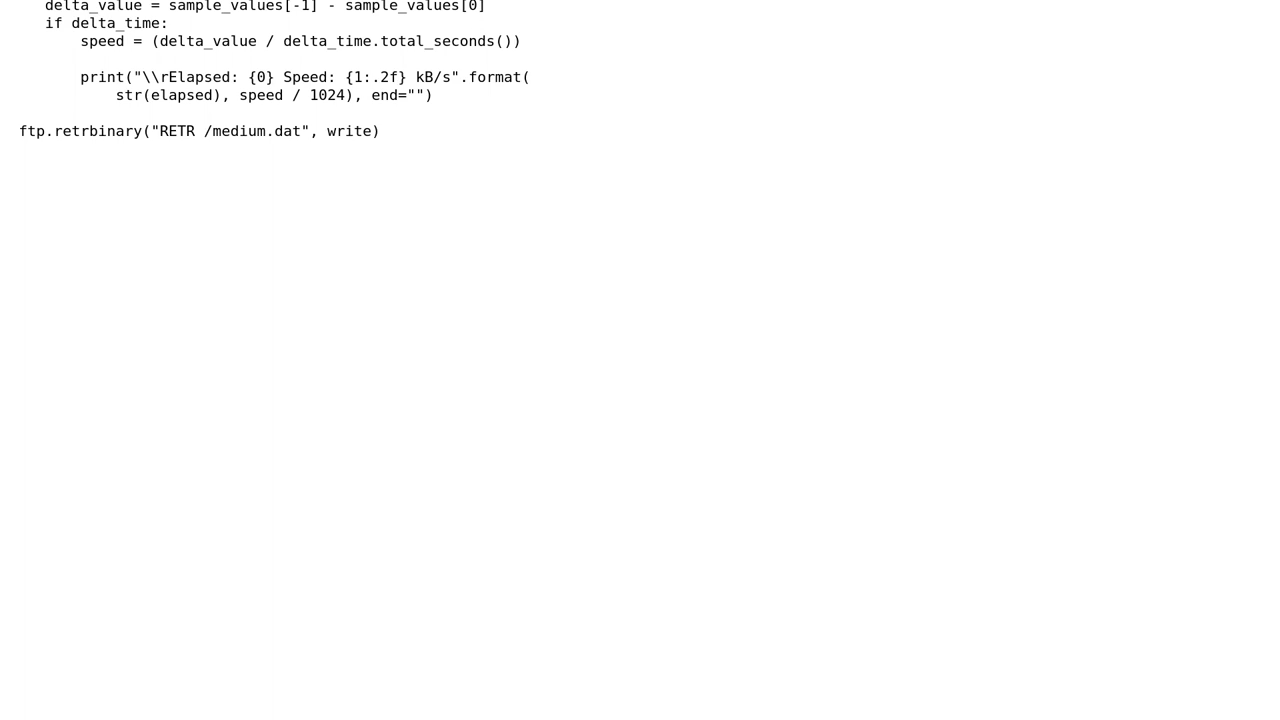 delta_value = sample_values[-1] - sample_values[0]
   if delta_time:
       speed = (delta_value / delta_time.total_seconds())

       print("\\rElapsed: {0} Speed: {1:.2f} kB/s".format(
           str(elapsed), speed / 1024), end="")

ftp.retrbinary("RETR /medium.dat", write)